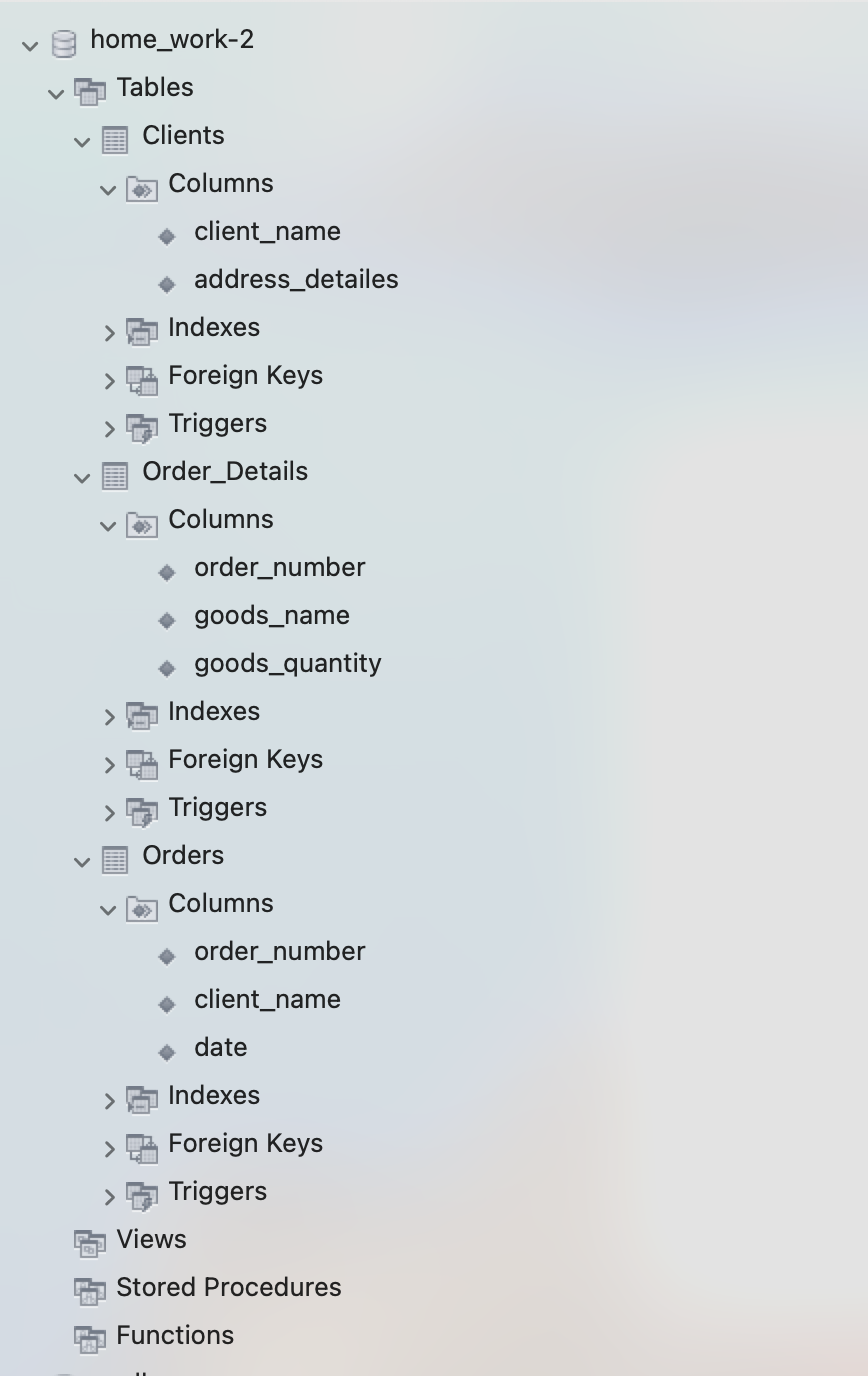 home_work-2
Tables
Clients
Columns
client_name
address_detailes
Indexes
Foreign Keys
Triggers
Order_Details
Columns
order_number
goods_name
goods_quantity
Indexes
Foreign Keys
Triggers
Orders
Columns
order_number
client_name
date
Indexes
Foreign Keys
Triggers
Views
Stored Procedures
Functions